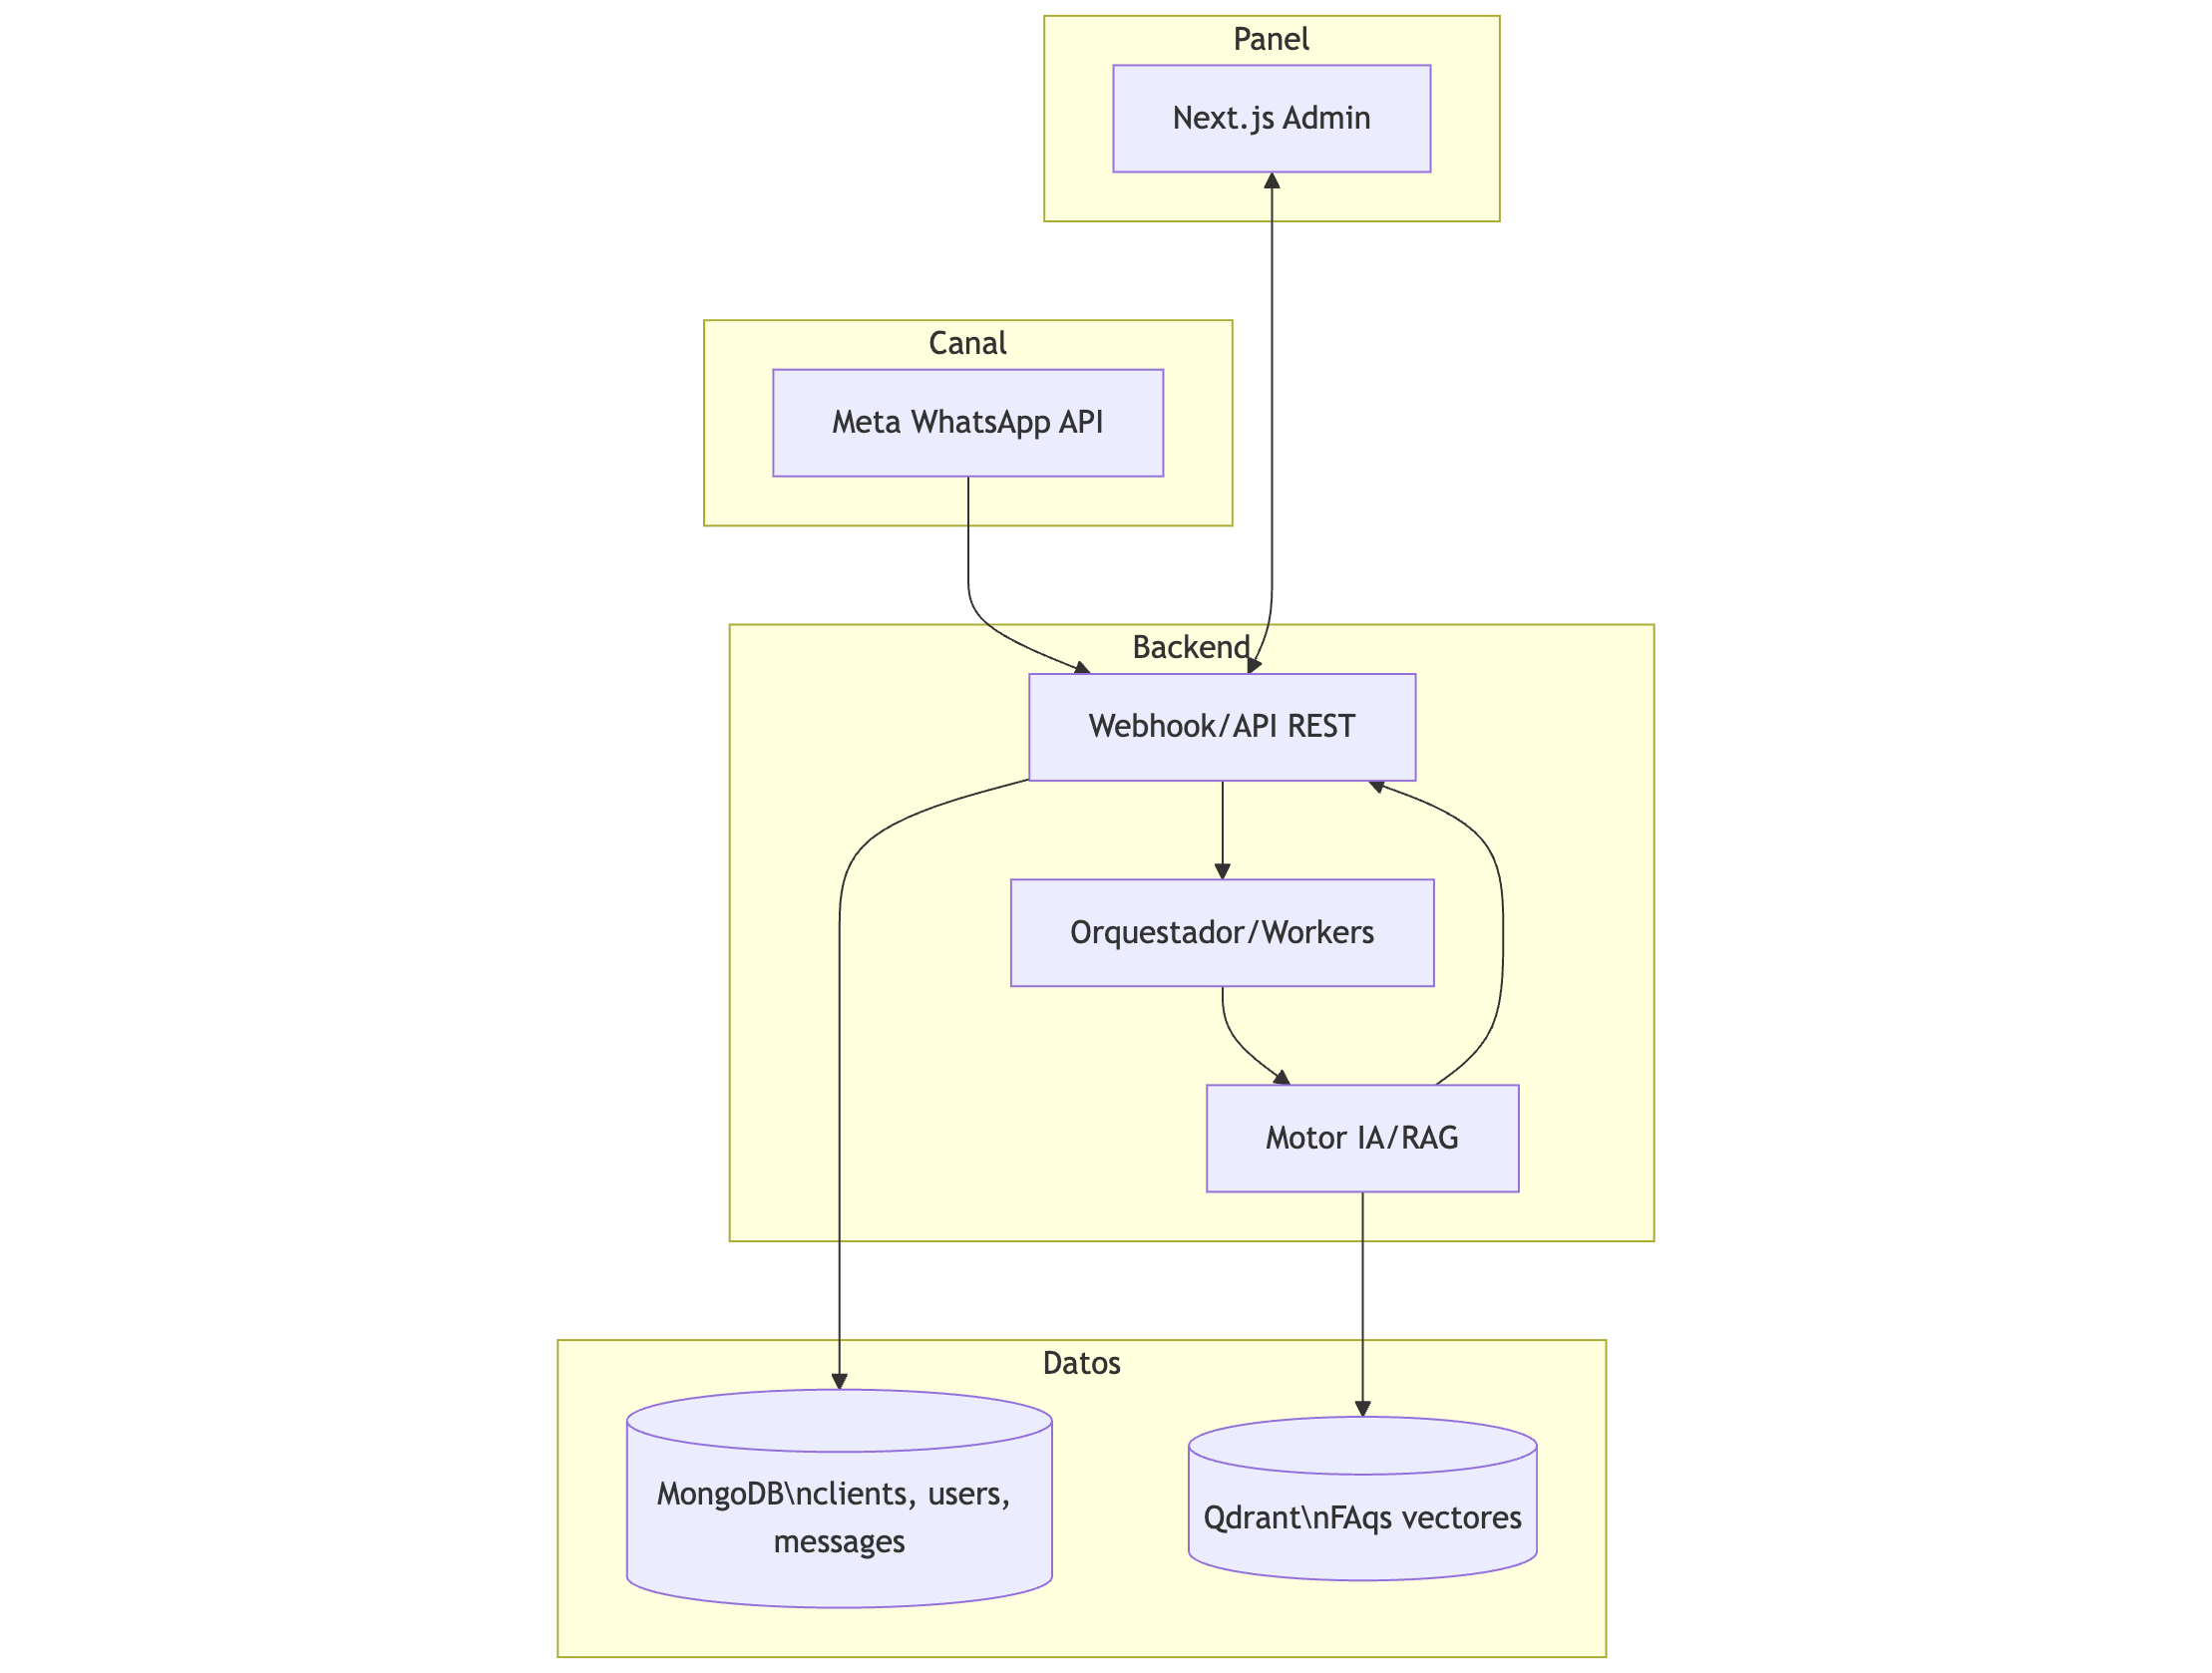 Panel
Next.js Admin
Canal
Meta WhatsApp API
Backend
Webhook/API REST
Orquestador/Workers
Motor IA/RAG
Datos
MongoDB\nclients, users,
messages
Qdrant\nFAqs vectores